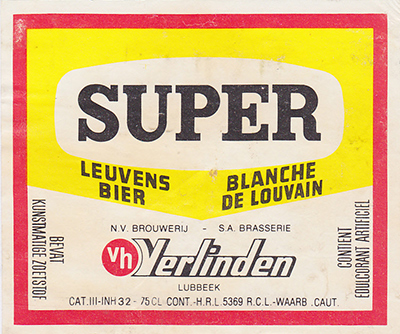 SUPER
LEUVENS
BIER
BLANCHE
DE LOUVAIN
BEVAT
KUNSTMATIGE ZOETSTOF
CONTENT
EDULCORANT ARTIFICIEL
N.V. BROUWERIJ - S.A. BRASSERIE
vh Verlinden
LUBBEEK
CAT.III-INH 32 - 75 CL CONT.-H.R.L. 5369 R.C.L.-WAARB .CAUT.